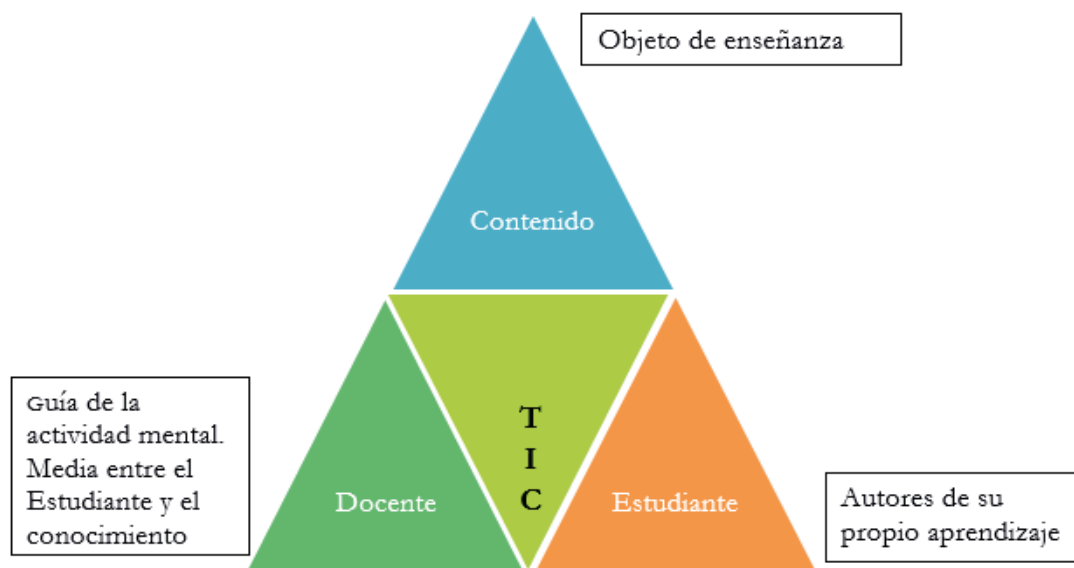 Objeto de enseñanza
Contenido
Guía de la
actividad mental.
Media entre el
Estudiante y el
conocimiento
Docente
T
I
C
Estudiante
Autores de su
propio aprendizaje